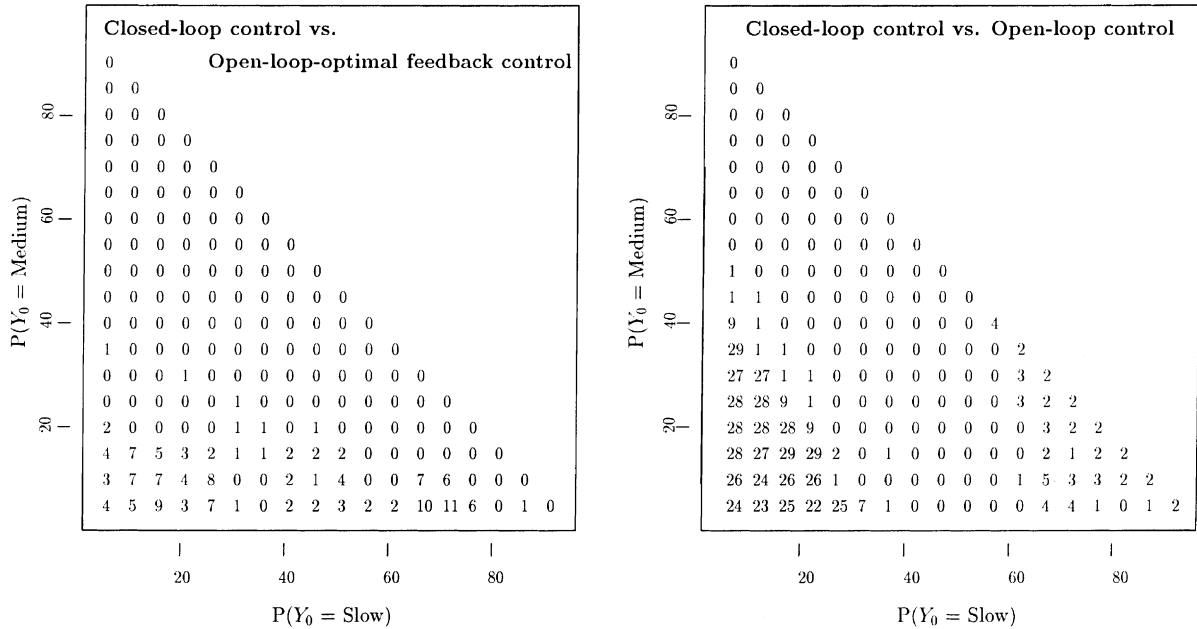 Closed-loop control vs.
Open-loop-optimal feedback control
0
0 0
0 0 0
0 0 0 0
0 0 0 0 0
0 0 0 0 0 0
0 0 0 0 0 0 0
0 0 0 0 0 0 0 0
0 0 0 0 0 0 0 0 0
0 0 0 0 0 0 0 0 0 0
0 0 0 0 0 0 0 0 0 0 0
1 0 0 0 0 0 0 0 0 0 0 0
0 0 0 1 0 0 0 0 0 0 0 0 0
0 0 0 0 0 1 0 0 0 0 0 0 0 0
2 0 0 0 0 1 1 0 1 0 0 0 0 0 0
4 7 5 3 2 1 1 2 2 2 0 0 0 0 0 0
3 7 7 4 8 0 0 2 1 4 0 0 7 6 0 0 0
4 5 9 3 7 1 0 2 2 3 2 2 10 11 6 0 1 0
80
60
40
20
P(Y0 = Medium)
20 40 60 80
P(Y0 = Slow)
Closed-loop control vs. Open-loop control
0
0 0
0 0 0
0 0 0 0
0 0 0 0 0
0 0 0 0 0 0
0 0 0 0 0 0 0
0 0 0 0 0 0 0 0
1 0 0 0 0 0 0 0 0
1 1 0 0 0 0 0 0 0 0
9 1 0 0 0 0 0 0 0 0 4
29 1 1 0 0 0 0 0 0 0 0 2
27 27 1 1 0 0 0 0 0 0 0 3 2
28 28 9 1 0 0 0 0 0 0 0 3 2 2
28 28 28 9 0 0 0 0 0 0 0 0 3 2 2
28 27 29 29 2 0 1 0 0 0 0 0 2 1 2 2
26 24 26 26 1 0 0 0 0 0 0 1 5 3 3 2 2
24 23 25 22 25 7 1 0 0 0 0 0 4 4 1 0 1 2
80
60
40
20
P(Y0 = Medium)
20 40 60 80
P(Y0 = Slow)